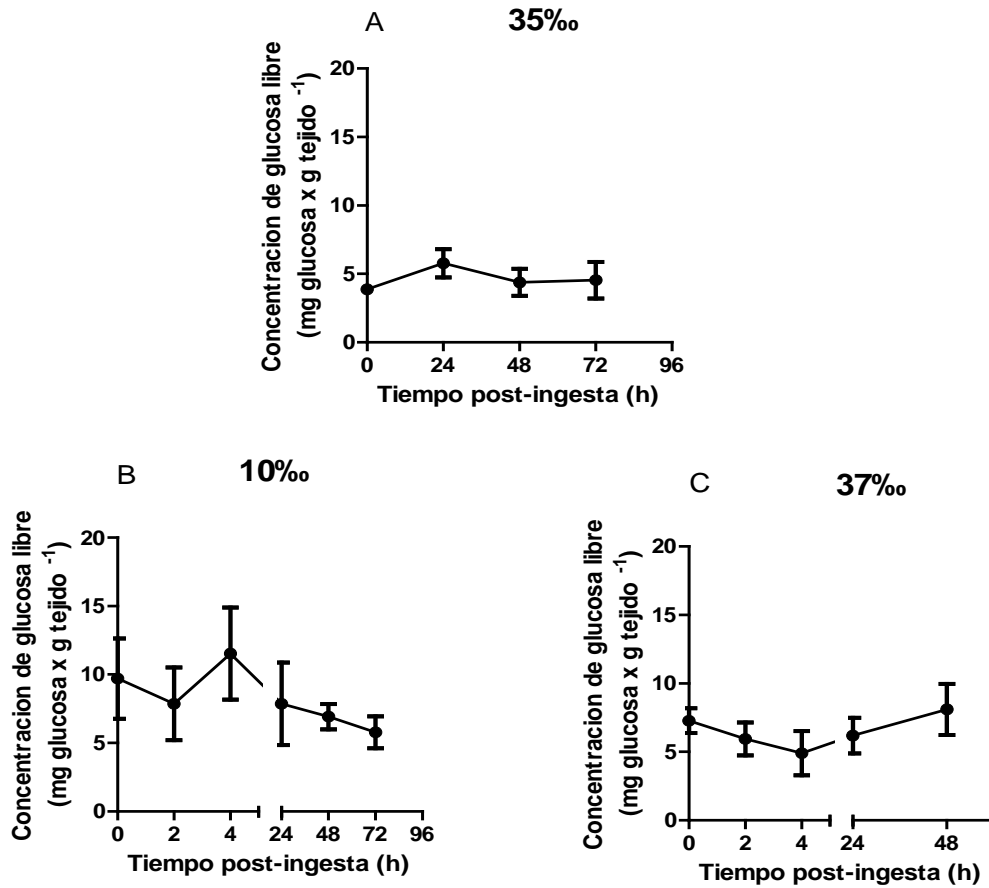 A 35‰
Concentracion de glucosa libre
(mg glucosa x g tejido -1)
20
15
10
5
0
0 24 48 72 96
Tiempo post-ingesta (h)
B 10‰
Concentracion de glucosa libre
(mg glucosa x g tejido -1)
20
15
10
5
0
0 2 4 24 48 72 96
Tiempo post-ingesta (h)
C 37‰
Concentracion de glucosa libre
(mg glucosa x g tejido -1)
20
15
10
5
0
0 2 4 24 48
Tiempo post-ingesta (h)